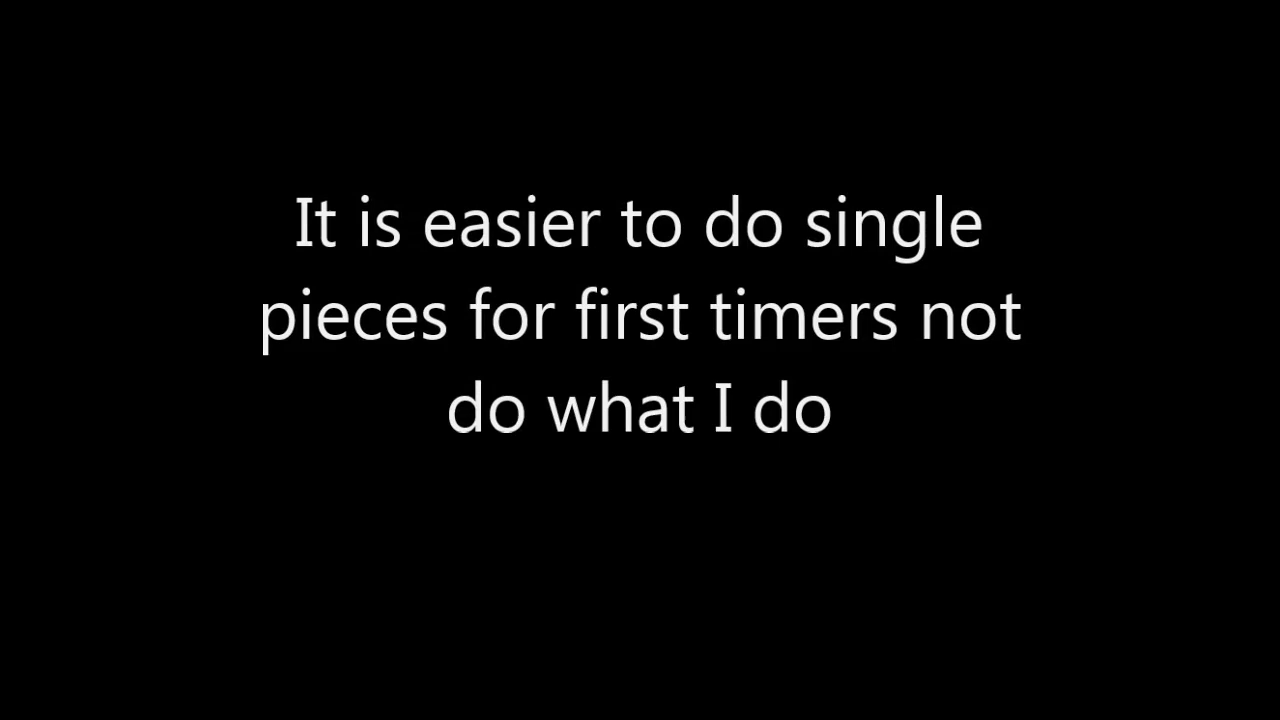 It is easier to do single
pieces for first timers not
do what I do